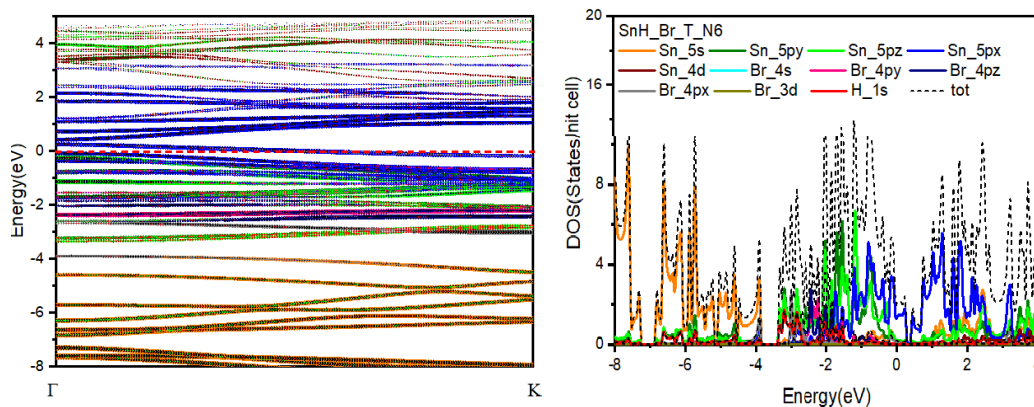 4
2
0
-2
-4
-6
-8
Energy(eV)
Γ
K
20
16
8
4
0
DOS(States/nit cell)
SnH_Br_T_N6
Sn_5s Sn_5py Sn_5pz Sn_5px
Sn_4d Br_4s Br_4py Br_4pz
Br_4px Br_3d H_1s tot
-8 -6 -4 -2 0 2 4
Energy(eV)